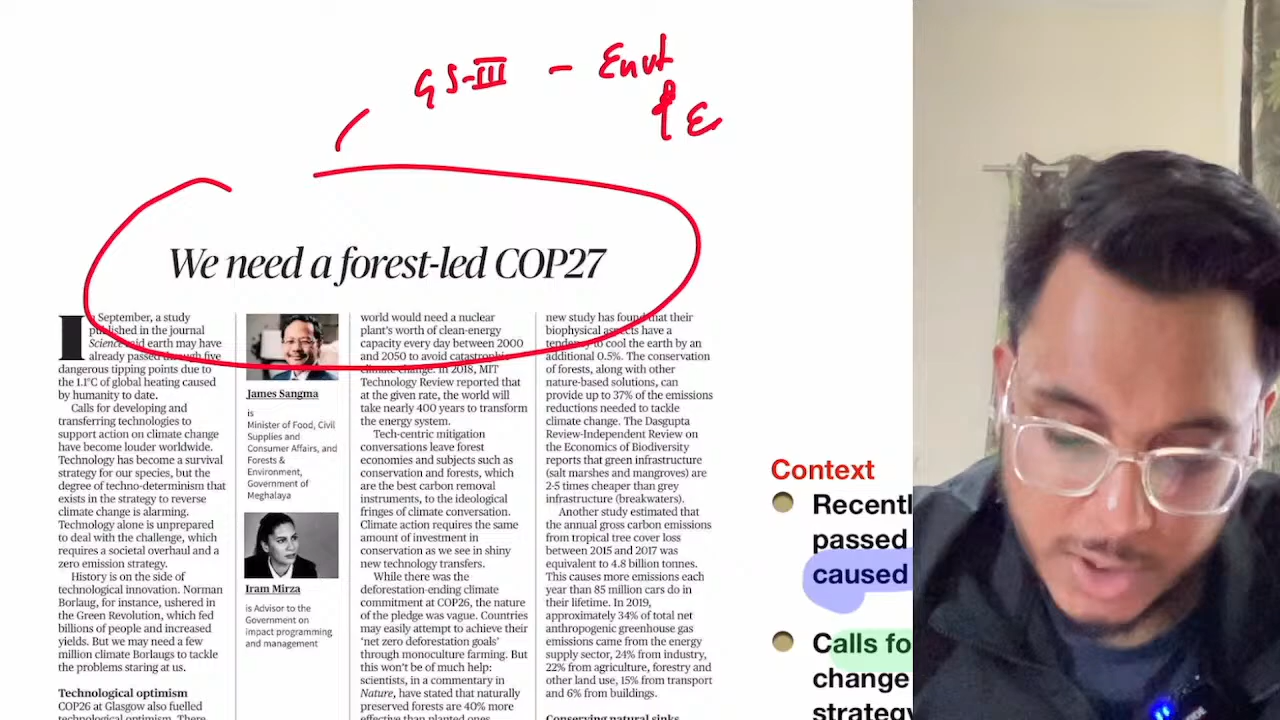 GS-III - Envt
& E
We need a forest-led COP27
In September, a study
published in the journal
Science said earth may have
already passed through five
dangerous tipping points due to
the 1.1°C of global heating caused
by humanity to date.
Calls for developing and
transferring technologies to
support action on climate change
have become louder worldwide.
Technology has become a survival
strategy for our species, but the
degree of techno-determinism that
exists in the strategy to reverse
climate change is alarming.
Technology alone is unprepared
to deal with the challenge, which
requires a societal overhaul and a
zero emission strategy.
History is on the side of
technological innovation. Norman
Borlaug, for instance, ushered in
the Green Revolution, which fed
billions of people and increased
yields. But we may need a few
million climate Borlaugs to tackle
the problems staring at us.
Technological optimism
COP26 at Glasgow also fuelled
technological optimism. There
James Sangma
is
Minister of Food, Civil
Supplies and
Consumer Affairs, and
Forests &
Environment,
Government of
Meghalaya
Iram Mirza
is Advisor to the
Government on
impact programming
and management
world would need a nuclear
plant's worth of clean-energy
capacity every day between 2000
and 2050 to avoid catastrophic
climate change. In 2018, MIT
Technology Review reported that
at the given rate, the world will
take nearly 400 years to transform
the energy system.
Tech-centric mitigation
conversations leave forest
economies and subjects such as
conservation and forests, which
are the best carbon removal
instruments, to the ideological
fringes of climate conversation.
Climate action requires the same
amount of investment in
conservation as we see in shiny
new technology transfers.
While there was the
deforestation-ending climate
commitment at COP26, the nature
of the pledge was vague. Countries
may easily attempt to achieve their
'net zero deforestation goals'
through monoculture farming. But
this won't be of much help:
scientists, in a commentary in
Nature, have stated that naturally
preserved forests are 40% more
effective than planted ones.
new study has found that their
biophysical aspects have a
tendency to cool the earth by an
additional 0.5%. The conservation
of forests, along with other
nature-based solutions, can
provide up to 37% of the emissions
reductions needed to tackle
climate change. The Dasgupta
Review-Independent Review on
the Economics of Biodiversity
reports that green infrastructure
(salt marshes and mangroves) are
2-5 times cheaper than grey
infrastructure (breakwaters).
Another study estimated that
the annual gross carbon emissions
from tropical tree cover loss
between 2015 and 2017 was
equivalent to 4.8 billion tonnes.
This causes more emissions each
year than 85 million cars do in
their lifetime. In 2019,
approximately 34% of total net
anthropogenic greenhouse gas
emissions came from the energy
supply sector, 24% from industry,
22% from agriculture, forestry and
other land use, 15% from transport
and 6% from buildings.
Conserving natural sinks
Context
Recentl
passed
caused
Calls fo
change
strategy